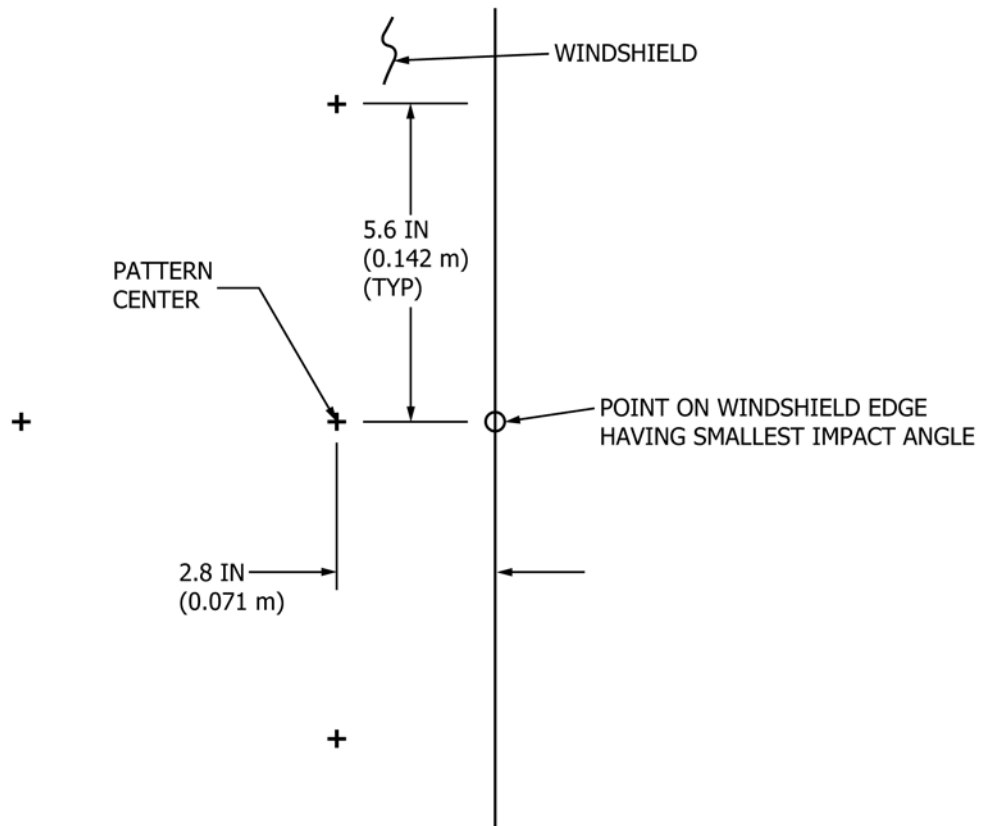 WINDSHIELD
5.6 IN
(0.142 m)
(TYP)
PATTERN
CENTER
POINT ON WINDSHIELD EDGE
HAVING SMALLEST IMPACT ANGLE
2.8 IN
(0.071 m)